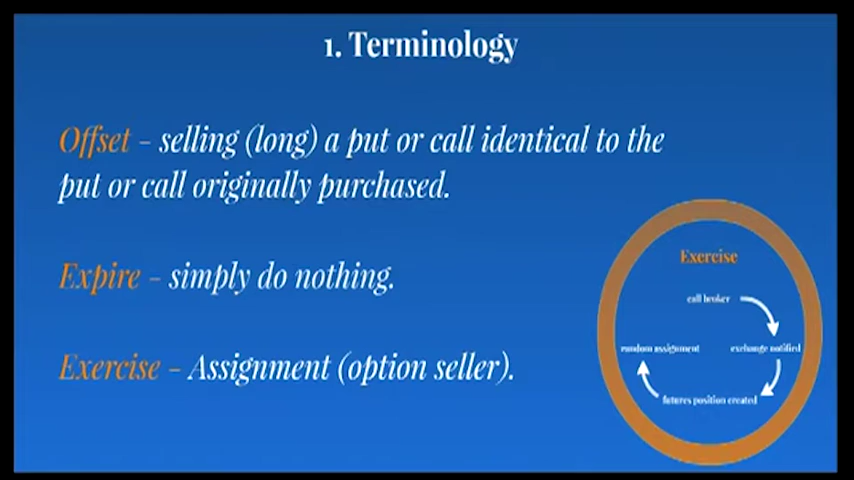 1. Terminology
Offset – selling (long) a put or call identical to the
put or call originally purchased.
Expire – simply do nothing.
Exercise – Assignment (option seller).
Exercise
call broker
exchange notified
futures position created
random assignment